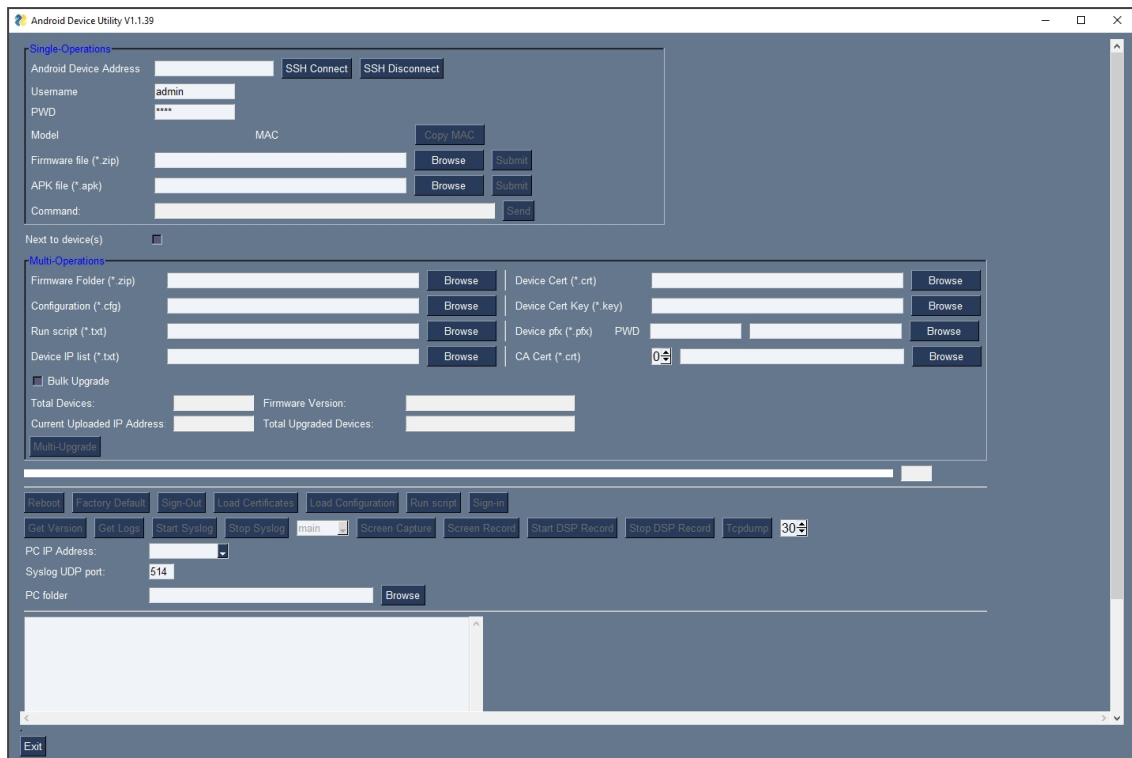 Android Device Utility V1.1.39
Single-Operations
Android Device Address SSH Connect SSH Disconnect
Username admin
PWD ****
Model MAC Copy MAC
Firmware file (*.zip) Browse Submit
APK file (*.apk) Browse Submit
Command: Send
Next to device(s)
Multi-Operations
Firmware Folder (*.zip) Browse Device Cert (*.crt) Browse
Configuration (*.cfg) Browse Device Cert Key (*.key) Browse
Run script (*.txt) Browse Device pfx (*.pfx) PWD Browse
Device IP list (*.txt) Browse CA Cert (*.crt) 0 Browse
Bulk Upgrade
Total Devices: Firmware Version:
Current Uploaded IP Address: Total Upgraded Devices:
Multi-Upgrade
Reboot Factory Default Sign-Out Load Certificates Load Configuration Run script Sign-in
Get Version Get Logs Start Syslog Stop Syslog main Screen Capture Screen Record Start DSP Record Stop DSP Record Tcpdump 30
PC IP Address:
Syslog UDP port: 514
PC folder Browse
Exit